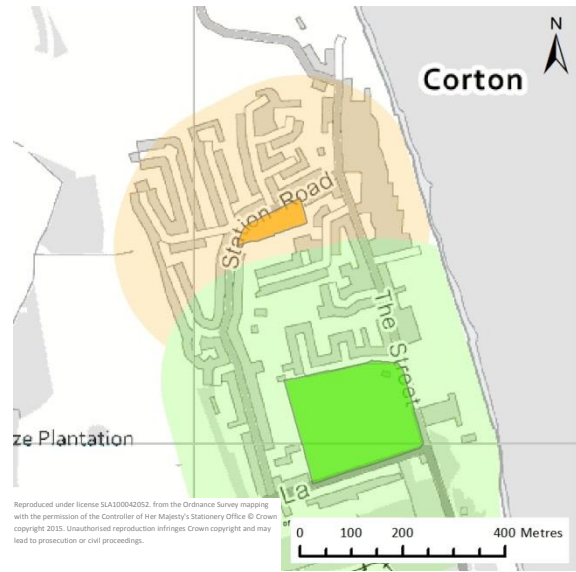 N
Corton
Station Road
The Street
ze Plantation
La
Reproduced under license SLA100042052. from the Ordnance Survey mapping
with the permission of the Controller of Her Majesty's Stationery Office © Crown
copyright 2015. Unauthorised reproduction infringes Crown copyright and may
lead to prosecution or civil proceedings.
of
0 100 200 400 Metres